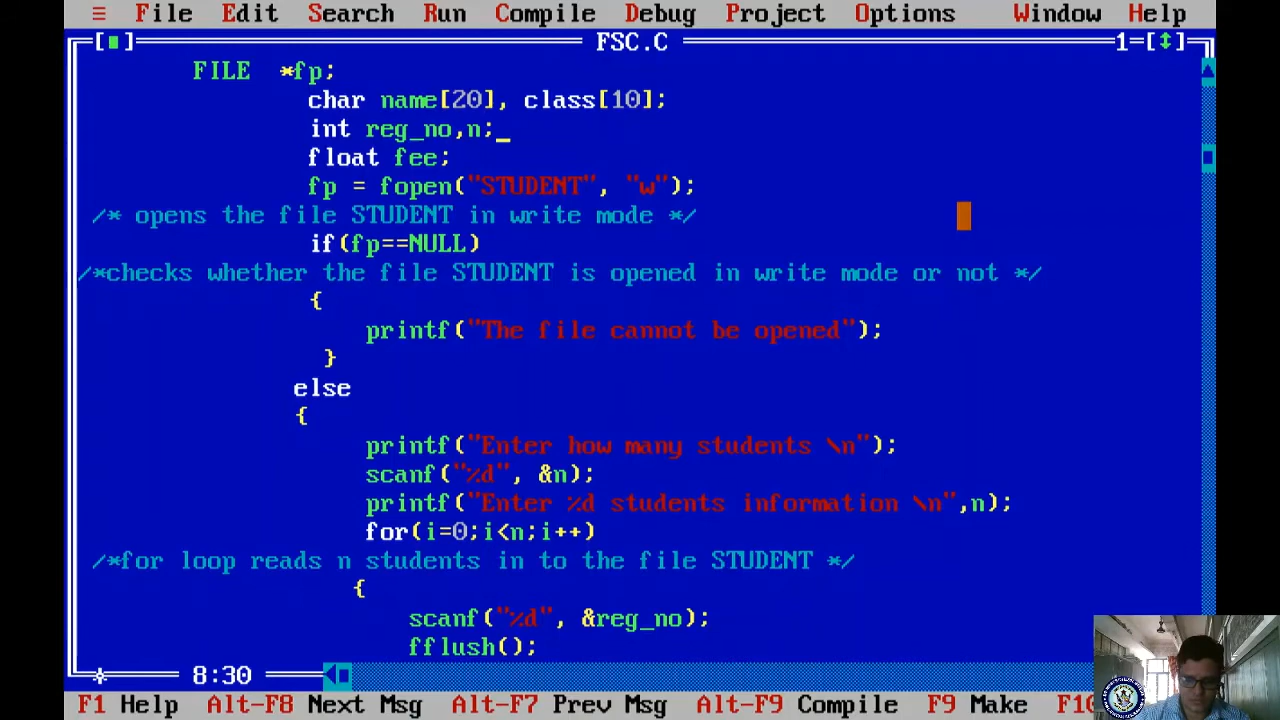 ≡ File Edit Search Run Compile Debug Project Options Window Help
[■] FSC.C 1=[↕]
FILE *fp;
char name[20], class[10];
int reg_no,n;_
float fee;
fp = fopen("STUDENT", "w");
/* opens the file STUDENT in write mode */
if(fp==NULL)
/*checks whether the file STUDENT is opened in write mode or not */
{
printf("The file cannot be opened");
}
else
{
printf("Enter how many students \n");
scanf("%d", &n);
printf("Enter %d students information \n",n);
for(i=0;i<n;i++)
/*for loop reads n students in to the file STUDENT */
{
scanf("%d", &reg_no);
fflush();
8:30
F1 Help Alt-F8 Next Msg Alt-F7 Prev Msg Alt-F9 Compile F9 Make F10